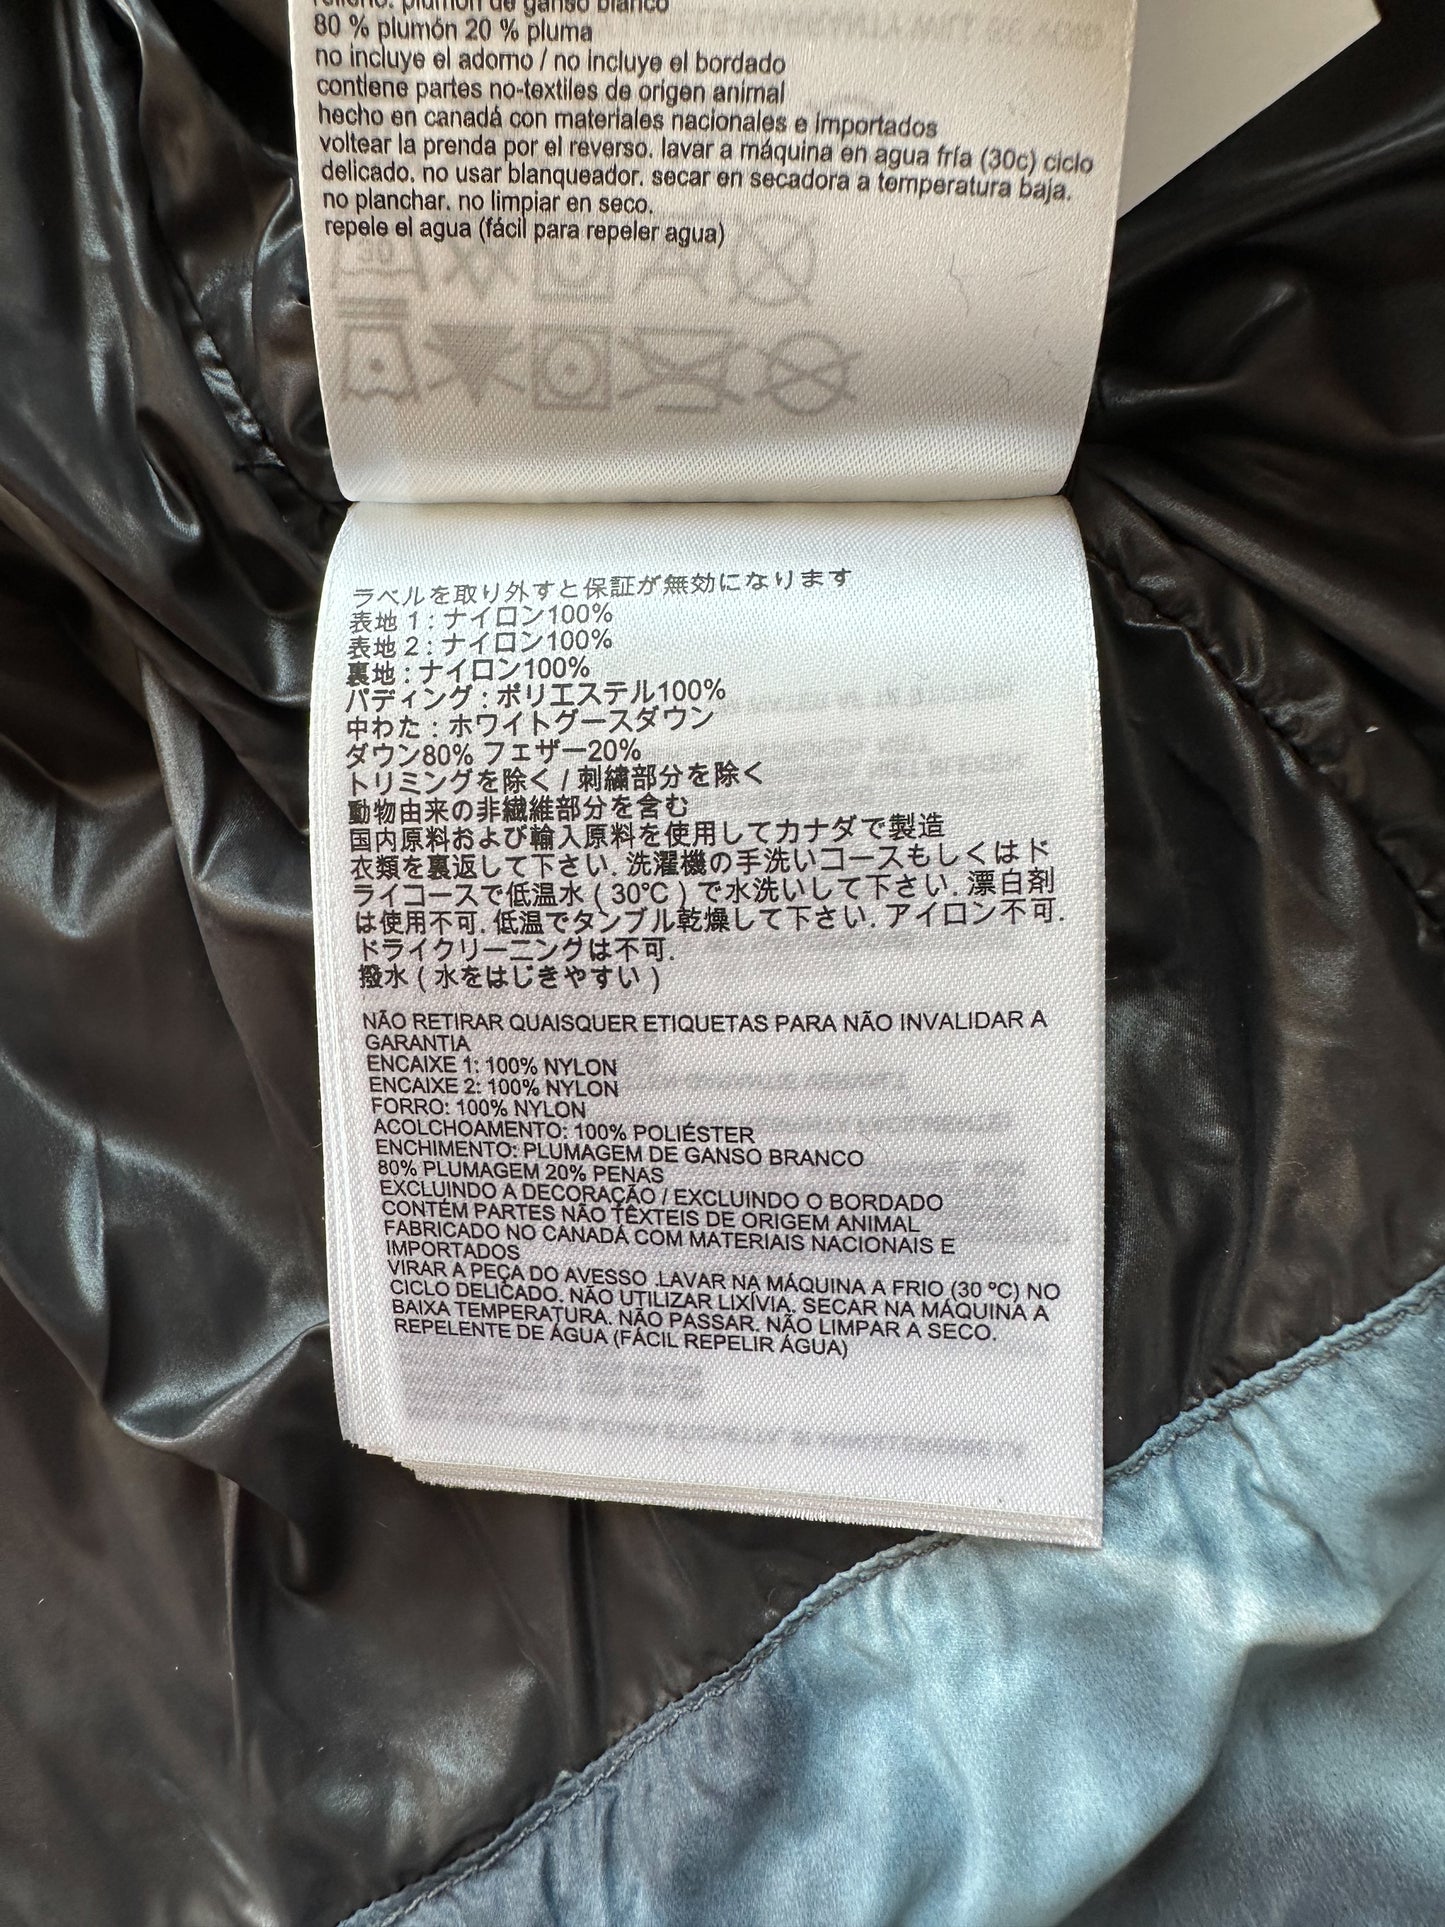 relleno: plumón de ganso blanco
80 % plumón 20 % pluma
no incluye el adorno / no incluye el bordado
contiene partes no-textiles de origen animal
hecho en canadá con materiales nacionales e importados
voltear la prenda por el reverso. lavar a máquina en agua fría (30c) ciclo
delicado. no usar blanqueador. secar en secadora a temperatura baja.
no planchar. no limpiar en seco.
repele el agua (fácil para repeler agua)
ラベルを取り外すと保証が無効になります
表地 1 : ナイロン100%
表地 2 : ナイロン100%
裏地 : ナイロン100%
パディング : ポリエステル100%
中わた : ホワイトグースダウン
ダウン80% フェザー20%
トリミングを除く / 刺繍部分を除く
動物由来の非繊維部分を含む
国内原料および輸入原料を使用してカナダで製造
衣類を裏返して下さい. 洗濯機の手洗いコースもしくはド
ライコースで低温水 ( 30℃ ) で水洗いして下さい. 漂白剤
は使用不可. 低温でタンブル乾燥して下さい. アイロン不可.
ドライクリーニングは不可.
撥水 ( 水をはじきやすい )
NÃO RETIRAR QUAISQUER ETIQUETAS PARA NÃO INVALIDAR A
GARANTIA
ENCAIXE 1: 100% NYLON
ENCAIXE 2: 100% NYLON
FORRO: 100% NYLON
ACOLCHOAMENTO: 100% POLIÉSTER
ENCHIMENTO: PLUMAGEM DE GANSO BRANCO
80% PLUMAGEM 20% PENAS
EXCLUINDO A DECORAÇÃO / EXCLUINDO O BORDADO
CONTÉM PARTES NÃO TÊXTEIS DE ORIGEM ANIMAL
FABRICADO NO CANADÁ COM MATERIAIS NACIONAIS E
IMPORTADOS
VIRAR A PEÇA DO AVESSO .LAVAR NA MÁQUINA A FRIO (30 ºC) NO
CICLO DELICADO. NÃO UTILIZAR LIXÍVIA. SECAR NA MÁQUINA A
BAIXA TEMPERATURA. NÃO PASSAR. NÃO LIMPAR A SECO.
REPELENTE DE ÁGUA (FÁCIL REPELIR ÁGUA)